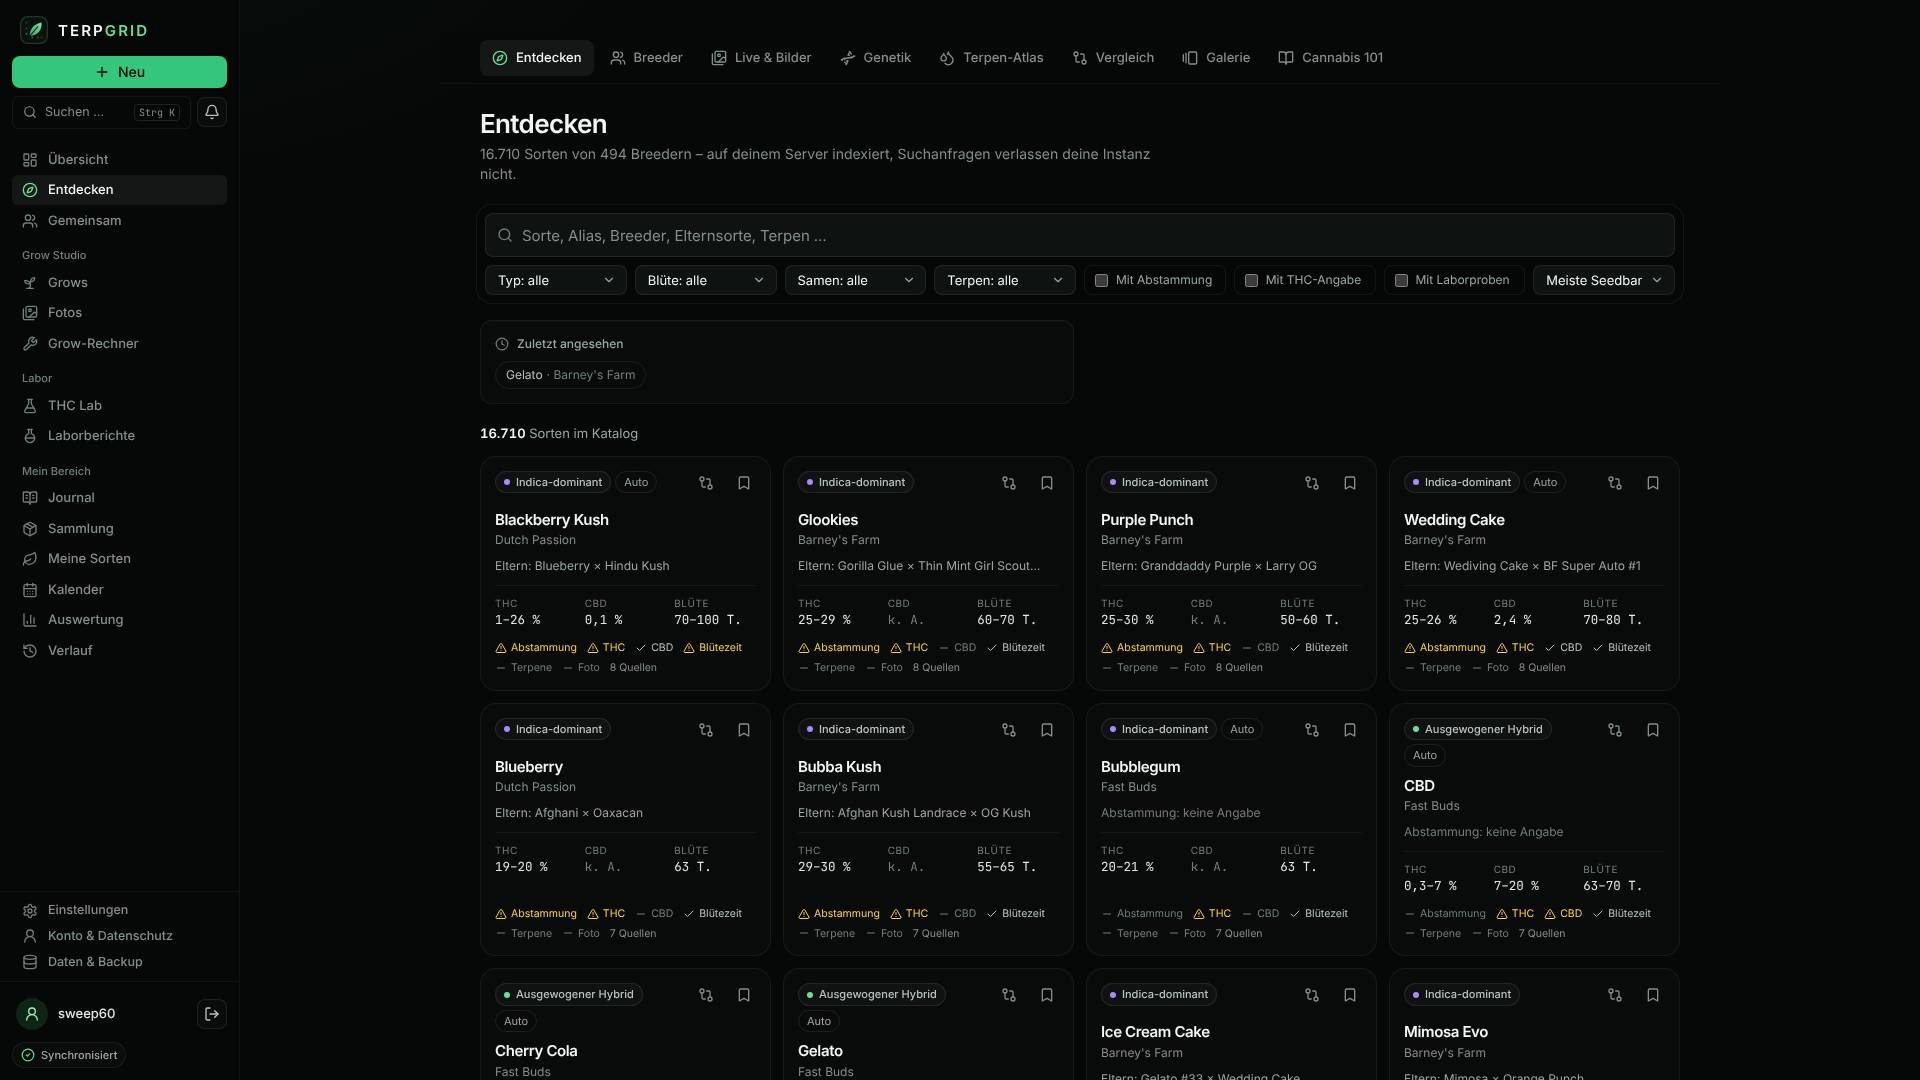 TERPGRID
Neu
Suchen ... Strg K
Übersicht
Entdecken
Gemeinsam
Grow Studio
Grows
Fotos
Grow-Rechner
Labor
THC Lab
Laborberichte
Mein Bereich
Journal
Sammlung
Meine Sorten
Kalender
Auswertung
Verlauf
Einstellungen
Konto & Datenschutz
Daten & Backup
sweep60
Synchronisiert
Entdecken Breeder Live & Bilder Genetik Terpen-Atlas Vergleich Galerie Cannabis 101
Entdecken
16.710 Sorten von 494 Breedern – auf deinem Server indexiert, Suchanfragen verlassen deine Instanz
nicht.
Sorte, Alias, Breeder, Elternsorte, Terpen ...
Typ: alle Blüte: alle Samen: alle Terpen: alle Mit Abstammung Mit THC-Angabe Mit Laborproben Meiste Seedbar
Zuletzt angesehen
Gelato · Barney's Farm
16.710 Sorten im Katalog
Indica-dominant Auto
Blackberry Kush
Dutch Passion
Eltern: Blueberry × Hindu Kush
THC CBD BLÜTE
1–26 % 0,1 % 70–100 T.
Abstammung THC CBD Blütezeit
Terpene Foto 8 Quellen
Indica-dominant
Glookies
Barney's Farm
Eltern: Gorilla Glue × Thin Mint Girl Scout...
THC CBD BLÜTE
25–29 % k. A. 60–70 T.
Abstammung THC CBD Blütezeit
Terpene Foto 8 Quellen
Indica-dominant
Purple Punch
Barney's Farm
Eltern: Granddaddy Purple × Larry OG
THC CBD BLÜTE
25–30 % k. A. 50–60 T.
Abstammung THC CBD Blütezeit
Terpene Foto 8 Quellen
Indica-dominant Auto
Wedding Cake
Barney's Farm
Eltern: Wediving Cake × BF Super Auto #1
THC CBD BLÜTE
25–26 % 2,4 % 70–80 T.
Abstammung THC CBD Blütezeit
Terpene Foto 8 Quellen
Indica-dominant
Blueberry
Dutch Passion
Eltern: Afghani × Oaxacan
THC CBD BLÜTE
19–20 % k. A. 63 T.
Abstammung THC CBD Blütezeit
Terpene Foto 7 Quellen
Indica-dominant
Bubba Kush
Barney's Farm
Eltern: Afghan Kush Landrace × OG Kush
THC CBD BLÜTE
29–30 % k. A. 55–65 T.
Abstammung THC CBD Blütezeit
Terpene Foto 7 Quellen
Indica-dominant Auto
Bubblegum
Fast Buds
Abstammung: keine Angabe
THC CBD BLÜTE
20–21 % k. A. 63 T.
Abstammung THC CBD Blütezeit
Terpene Foto 7 Quellen
Ausgewogener Hybrid
Auto
CBD
Fast Buds
Abstammung: keine Angabe
THC CBD BLÜTE
0,3–7 % 7–20 % 63–70 T.
Abstammung THC CBD Blütezeit
Terpene Foto 7 Quellen
Ausgewogener Hybrid
Auto
Cherry Cola
Fast Buds
Ausgewogener Hybrid
Auto
Gelato
Fast Buds
Indica-dominant
Ice Cream Cake
Barney's Farm
Eltern: Gelato #33 × Wedding Cake
Indica-dominant
Mimosa Evo
Barney's Farm
Eltern: Mimosa × Orange Punch